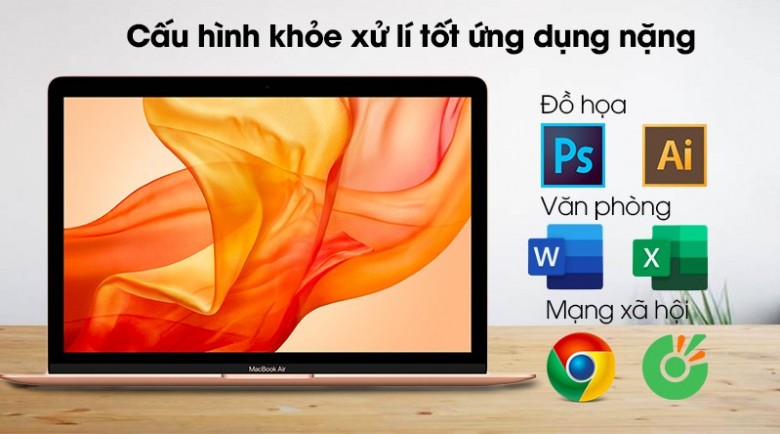 Cấu hình khỏe xử lí tốt ứng dụng nặng
Đồ họa
Ps Ai
Văn phòng
W X
Mạng xã hội
MacBook Air